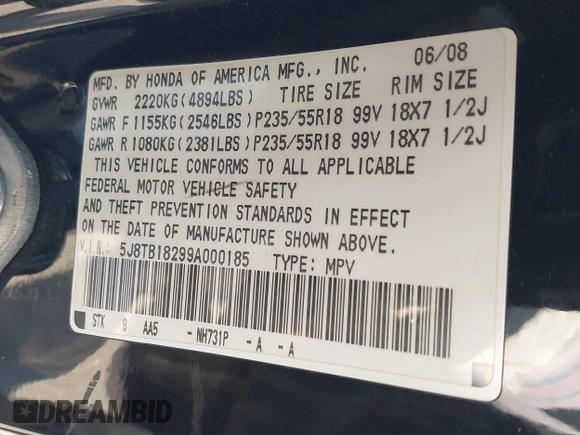 MFD. BY HONDA OF AMERICA MFG., INC. 06/08
GVWR 2220KG(4894LBS) TIRE SIZE RIM SIZE
GAWR F 1155KG(2546LBS) P235/55R18 99V 18X7 1/2J
GAWR R 1080KG(2381LBS) P235/55R18 99V 18X7 1/2J
THIS VEHICLE CONFORMS TO ALL APPLICABLE
FEDERAL MOTOR VEHICLE SAFETY
AND THEFT PREVENTION STANDARDS IN EFFECT
ON THE DATE OF MANUFACTURE SHOWN ABOVE.
V.I.N.: 5J8TB18299A000185 TYPE: MPV
STK 9 AA5 - NH731P - A - A
DREAMBID